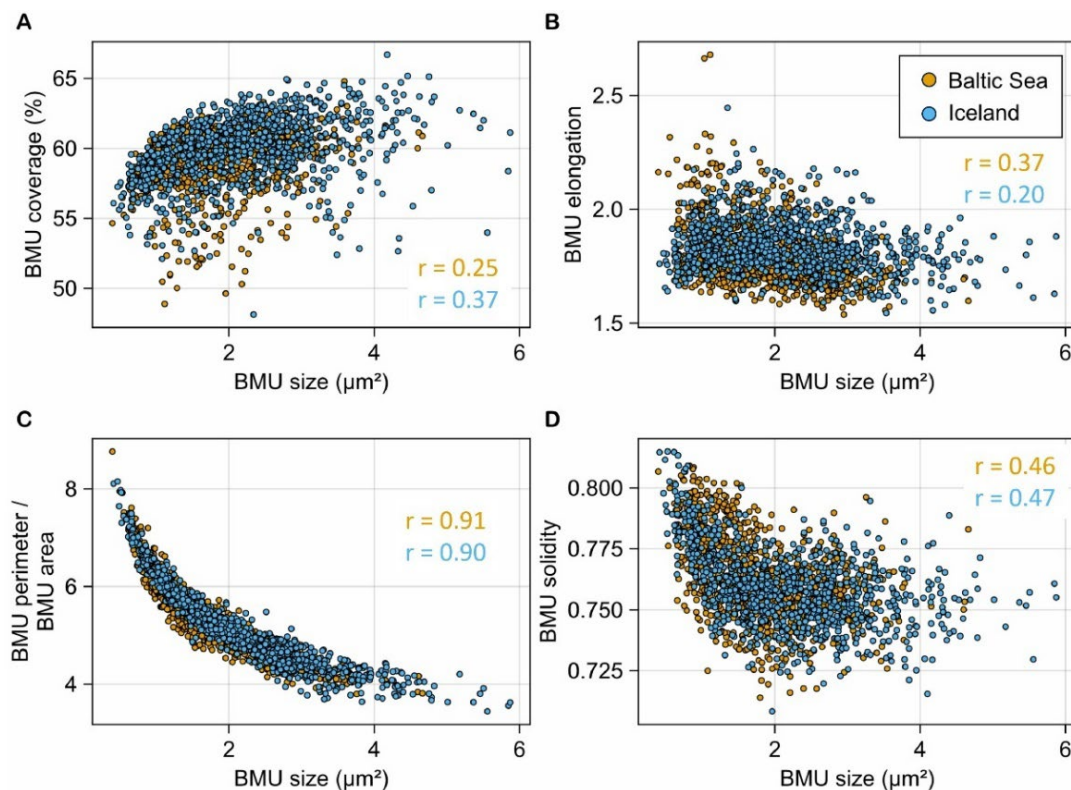 A
BMU coverage (%)
65
60
55
50
r = 0.25
r = 0.37
2
4
6
BMU size (µm²)
B
BMU elongation
2.5
2.0
1.5
Baltic Sea
Iceland
r = 0.37
r = 0.20
2
4
6
BMU size (µm²)
C
BMU perimeter /
BMU area
8
6
4
r = 0.91
r = 0.90
2
4
6
BMU size (µm²)
D
BMU solidity
0.800
0.775
0.750
0.725
r = 0.46
r = 0.47
2
4
6
BMU size (µm²)